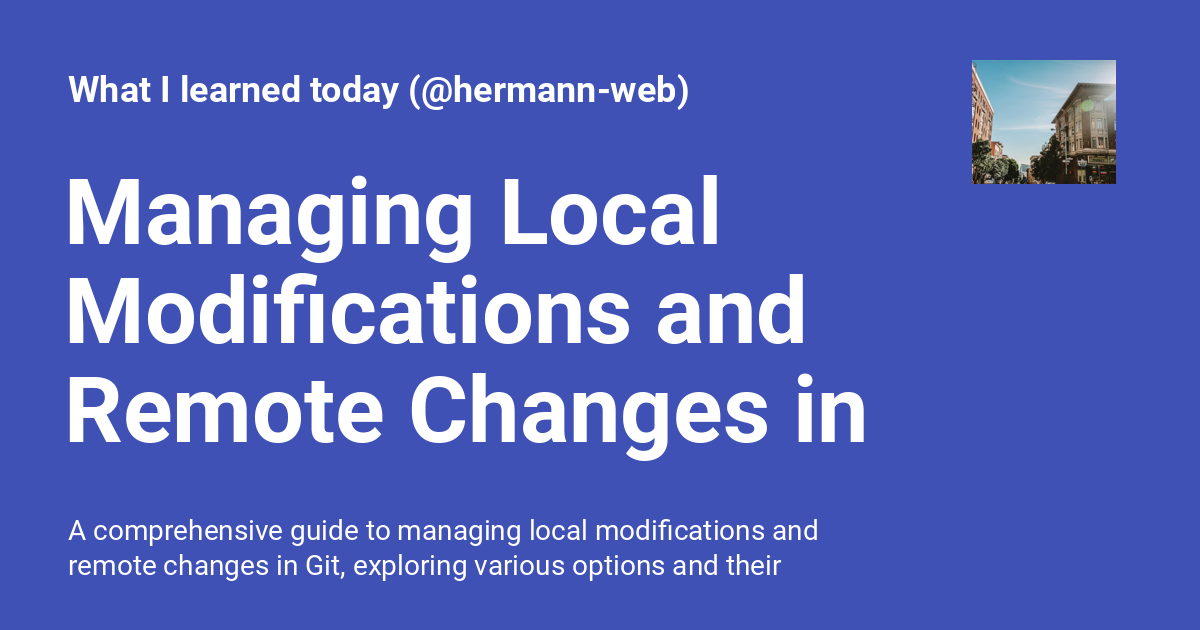 What I learned today (@hermann-web)
Managing Local
Modifications and
Remote Changes in
A comprehensive guide to managing local modifications and
remote changes in Git, exploring various options and their